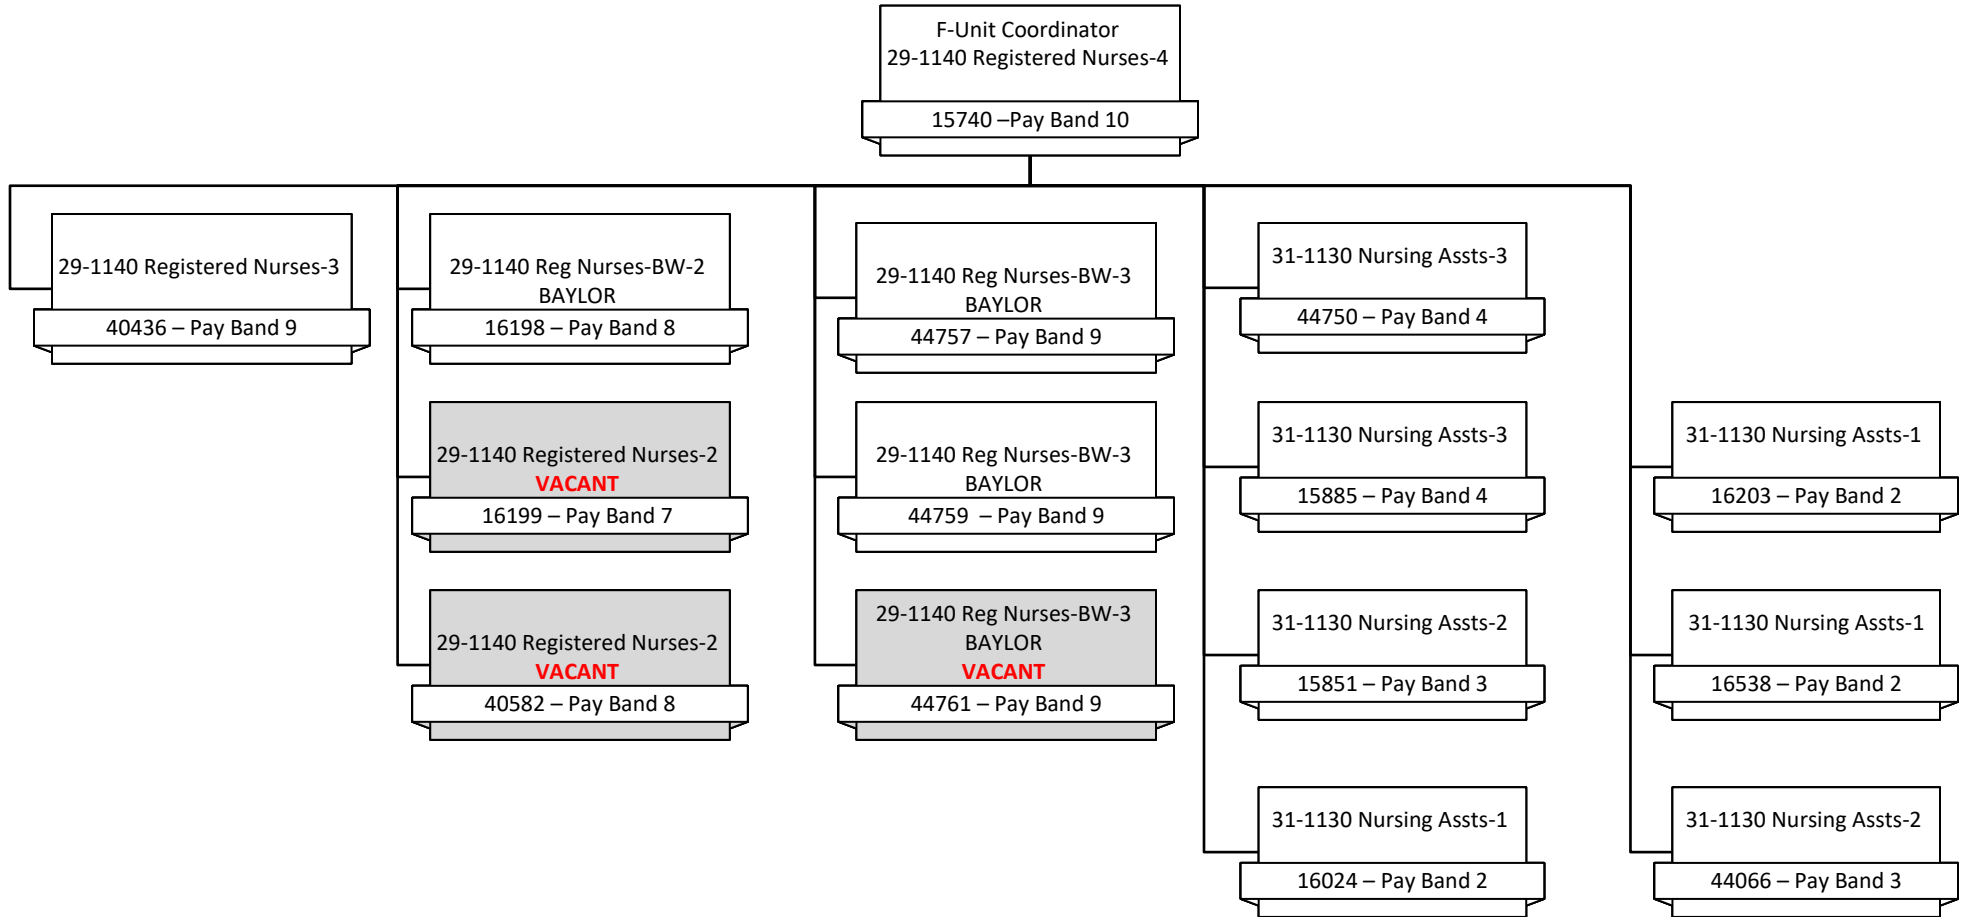 F-Unit Coordinator
29-1140 Registered Nurses-4
15740 –Pay Band 10
29-1140 Registered Nurses-3
40436 – Pay Band 9
29-1140 Reg Nurses-BW-2
BAYLOR
16198 – Pay Band 8
29-1140 Registered Nurses-2
VACANT
16199 – Pay Band 7
29-1140 Registered Nurses-2
VACANT
40582 – Pay Band 8
29-1140 Reg Nurses-BW-3
BAYLOR
44757 – Pay Band 9
29-1140 Reg Nurses-BW-3
BAYLOR
44759 – Pay Band 9
29-1140 Reg Nurses-BW-3
BAYLOR
VACANT
44761 – Pay Band 9
31-1130 Nursing Assts-3
44750 – Pay Band 4
31-1130 Nursing Assts-3
15885 – Pay Band 4
31-1130 Nursing Assts-2
15851 – Pay Band 3
31-1130 Nursing Assts-1
16024 – Pay Band 2
31-1130 Nursing Assts-1
16203 – Pay Band 2
31-1130 Nursing Assts-1
16538 – Pay Band 2
31-1130 Nursing Assts-2
44066 – Pay Band 3